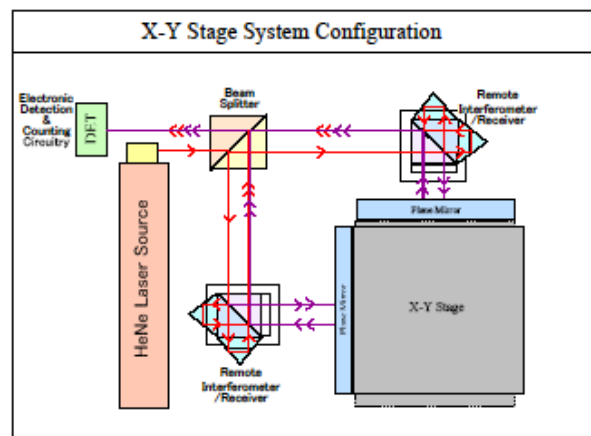 X-Y Stage System Configuration
Electronic
Detection
&
Counting
Circuitry
DET
Beam
Splitter
Remote
Interferometer
/Receiver
HeNe Laser Source
Plane Mirror
Plane Mirror
X-Y Stage
Remote
Interferometer
/Receiver